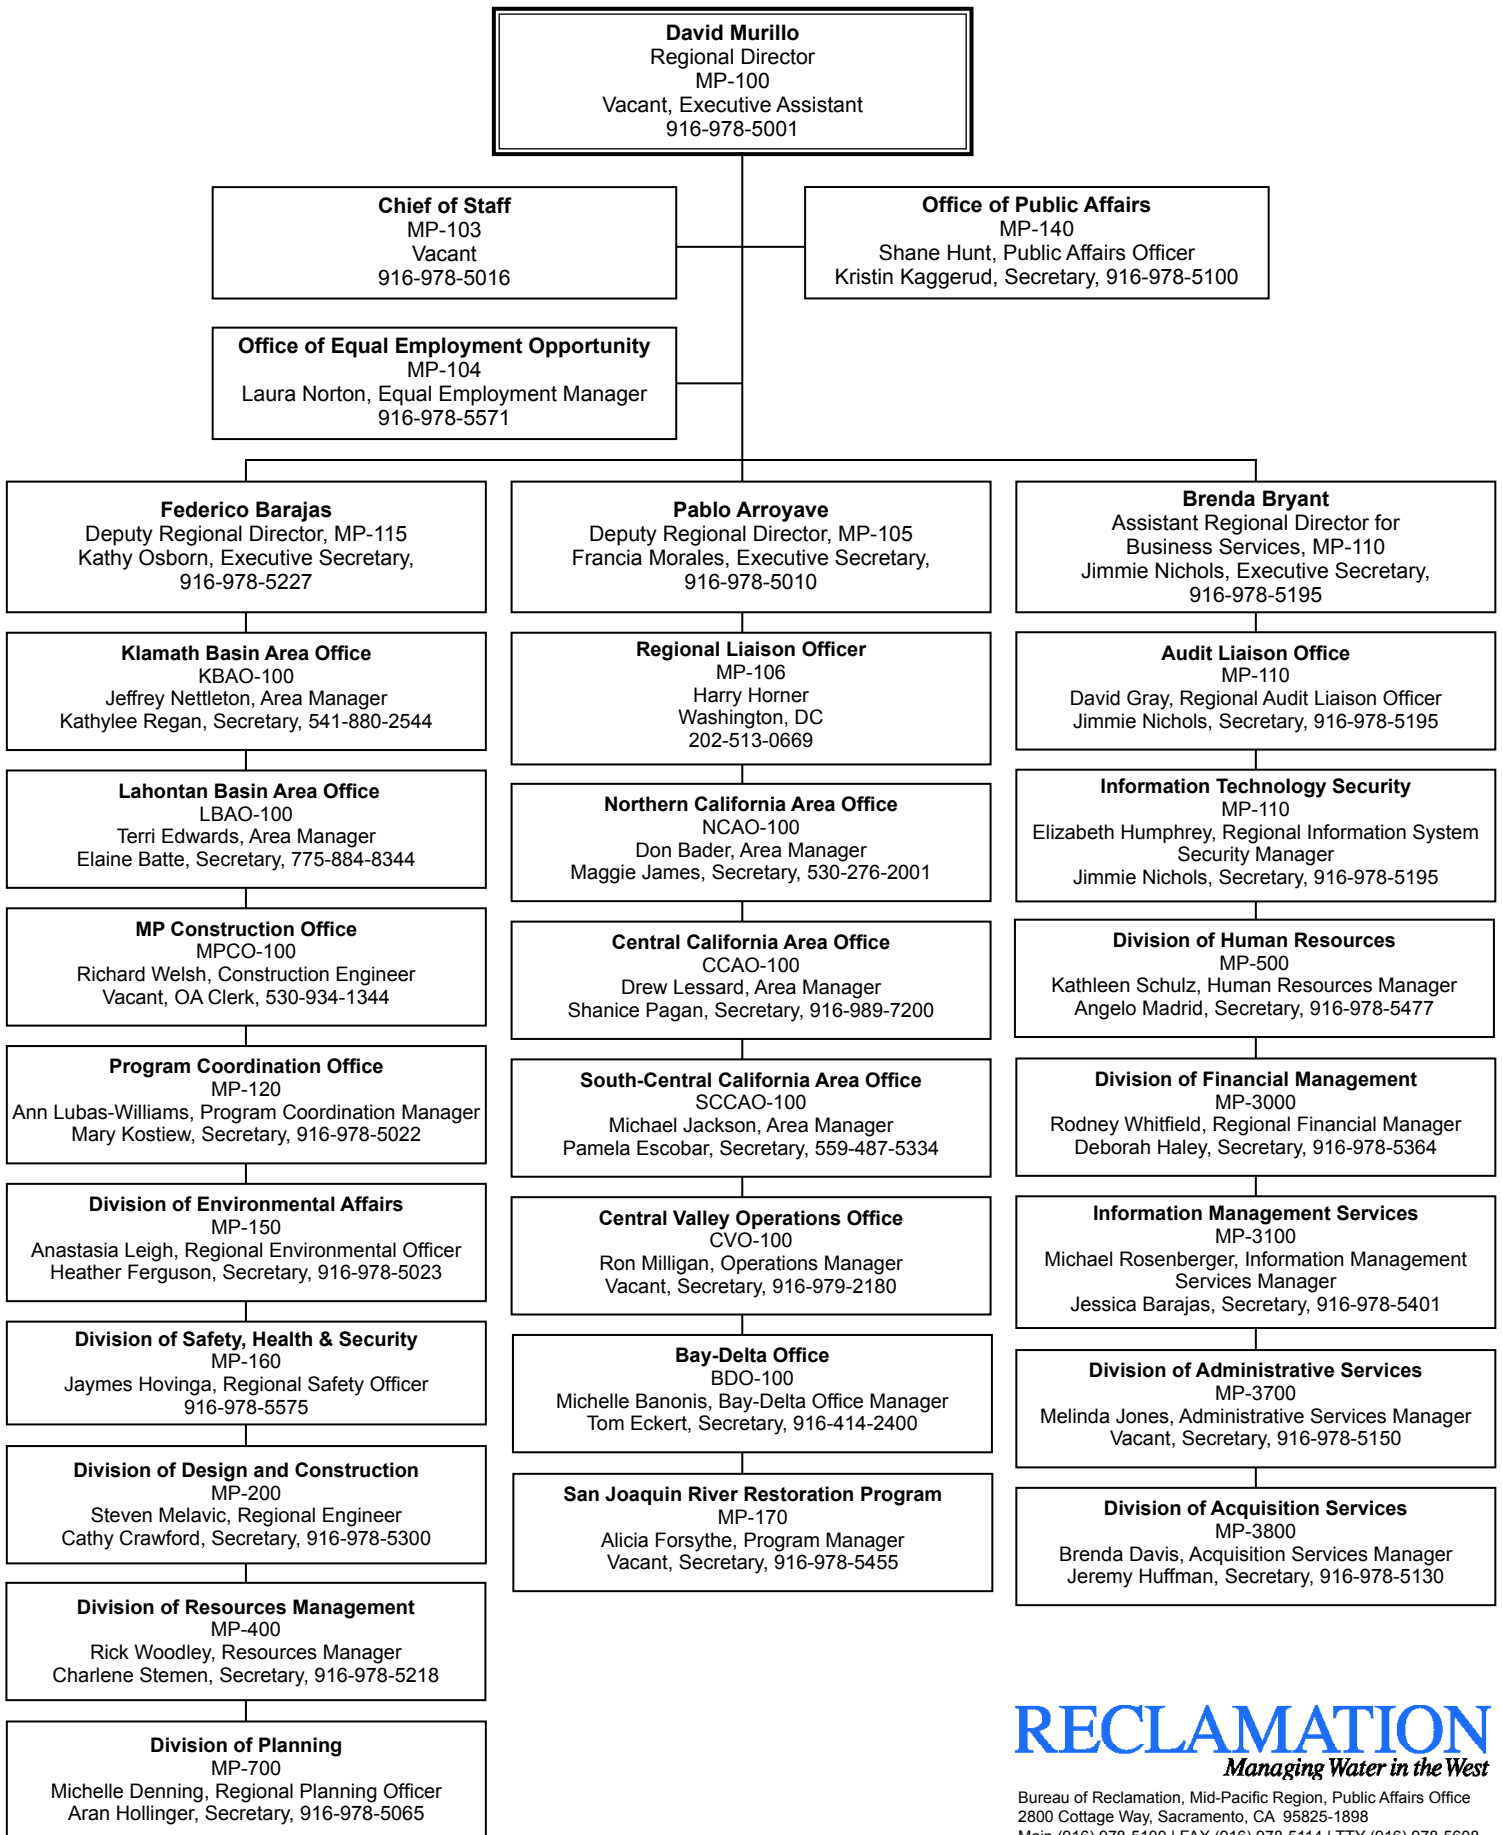 David Murillo
Regional Director
MP-100
Vacant, Executive Assistant
916-978-5001
Chief of Staff
MP-103
Vacant
916-978-5016
Office of Public Affairs
MP-140
Shane Hunt, Public Affairs Officer
Kristin Kaggerud, Secretary, 916-978-5100
Office of Equal Employment Opportunity
MP-104
Laura Norton, Equal Employment Manager
916-978-5571
Federico Barajas
Deputy Regional Director, MP-115
Kathy Osborn, Executive Secretary,
916-978-5227
Klamath Basin Area Office
KBAO-100
Jeffrey Nettleton, Area Manager
Kathylee Regan, Secretary, 541-880-2544
Lahontan Basin Area Office
LBAO-100
Terri Edwards, Area Manager
Elaine Batte, Secretary, 775-884-8344
MP Construction Office
MPCO-100
Richard Welsh, Construction Engineer
Vacant, OA Clerk, 530-934-1344
Program Coordination Office
MP-120
Ann Lubas-Williams, Program Coordination Manager
Mary Kostiew, Secretary, 916-978-5022
Division of Environmental Affairs
MP-150
Anastasia Leigh, Regional Environmental Officer
Heather Ferguson, Secretary, 916-978-5023
Division of Safety, Health & Security
MP-160
Jaymes Hovinga, Regional Safety Officer
916-978-5575
Division of Design and Construction
MP-200
Steven Melavic, Regional Engineer
Cathy Crawford, Secretary, 916-978-5300
Division of Resources Management
MP-400
Rick Woodley, Resources Manager
Charlene Stemen, Secretary, 916-978-5218
Division of Planning
MP-700
Michelle Denning, Regional Planning Officer
Aran Hollinger, Secretary, 916-978-5065
Pablo Arroyave
Deputy Regional Director, MP-105
Francia Morales, Executive Secretary,
916-978-5010
Regional Liaison Officer
MP-106
Harry Horner
Washington, DC
202-513-0669
Northern California Area Office
NCAO-100
Don Bader, Area Manager
Maggie James, Secretary, 530-276-2001
Central California Area Office
CCAO-100
Drew Lessard, Area Manager
Shanice Pagan, Secretary, 916-989-7200
South-Central California Area Office
SCCAO-100
Michael Jackson, Area Manager
Pamela Escobar, Secretary, 559-487-5334
Central Valley Operations Office
CVO-100
Ron Milligan, Operations Manager
Vacant, Secretary, 916-979-2180
Bay-Delta Office
BDO-100
Michelle Banonis, Bay-Delta Office Manager
Tom Eckert, Secretary, 916-414-2400
San Joaquin River Restoration Program
MP-170
Alicia Forsythe, Program Manager
Vacant, Secretary, 916-978-5455
Brenda Bryant
Assistant Regional Director for
Business Services, MP-110
Jimmie Nichols, Executive Secretary,
916-978-5195
Audit Liaison Office
MP-110
David Gray, Regional Audit Liaison Officer
Jimmie Nichols, Secretary, 916-978-5195
Information Technology Security
MP-110
Elizabeth Humphrey, Regional Information System
Security Manager
Jimmie Nichols, Secretary, 916-978-5195
Division of Human Resources
MP-500
Kathleen Schulz, Human Resources Manager
Angelo Madrid, Secretary, 916-978-5477
Division of Financial Management
MP-3000
Rodney Whitfield, Regional Financial Manager
Deborah Haley, Secretary, 916-978-5364
Information Management Services
MP-3100
Michael Rosenberger, Information Management
Services Manager
Jessica Barajas, Secretary, 916-978-5401
Division of Administrative Services
MP-3700
Melinda Jones, Administrative Services Manager
Vacant, Secretary, 916-978-5150
Division of Acquisition Services
MP-3800
Brenda Davis, Acquisition Services Manager
Jeremy Huffman, Secretary, 916-978-5130
RECLAMATION
Managing Water in the West
Bureau of Reclamation, Mid-Pacific Region, Public Affairs Office
2800 Cottage Way, Sacramento, CA 95825-1898
Main (916) 978-5100 | FAX (916) 978-5114 | TTY (916) 978-5608